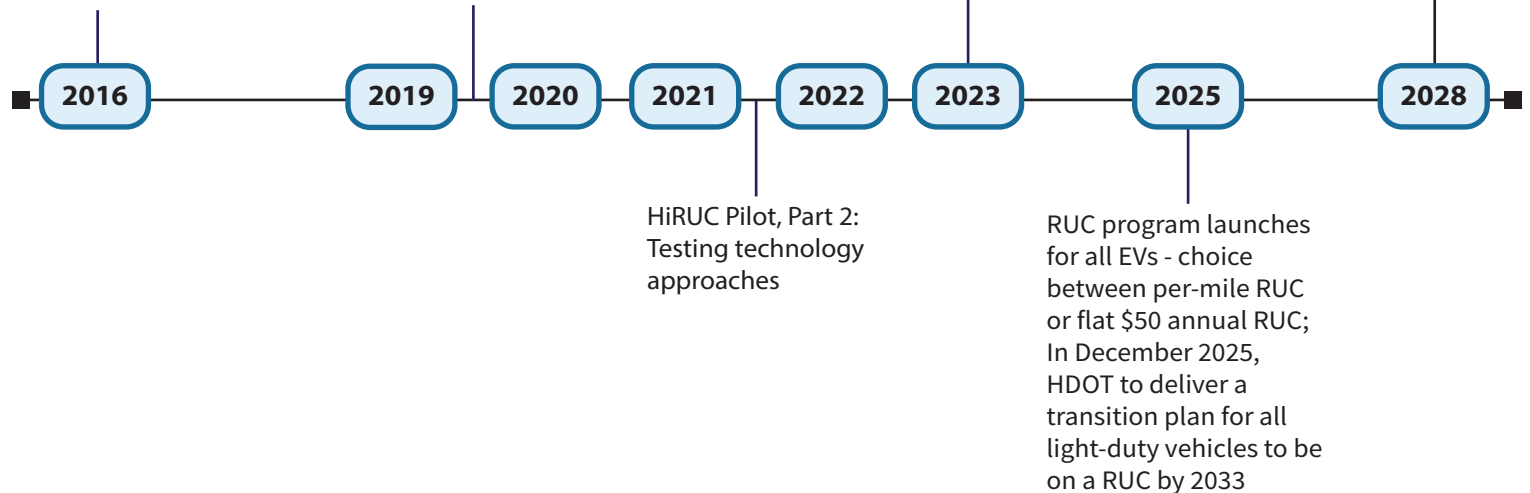 2016
2019
2020
2021
2022
2023
2025
2028
HiRUC Pilot, Part 2:
Testing technology
approaches
RUC program launches
for all EVs - choice
between per-mile RUC
or flat $50 annual RUC;
In December 2025,
HDOT to deliver a
transition plan for all
light-duty vehicles to be
on a RUC by 2033